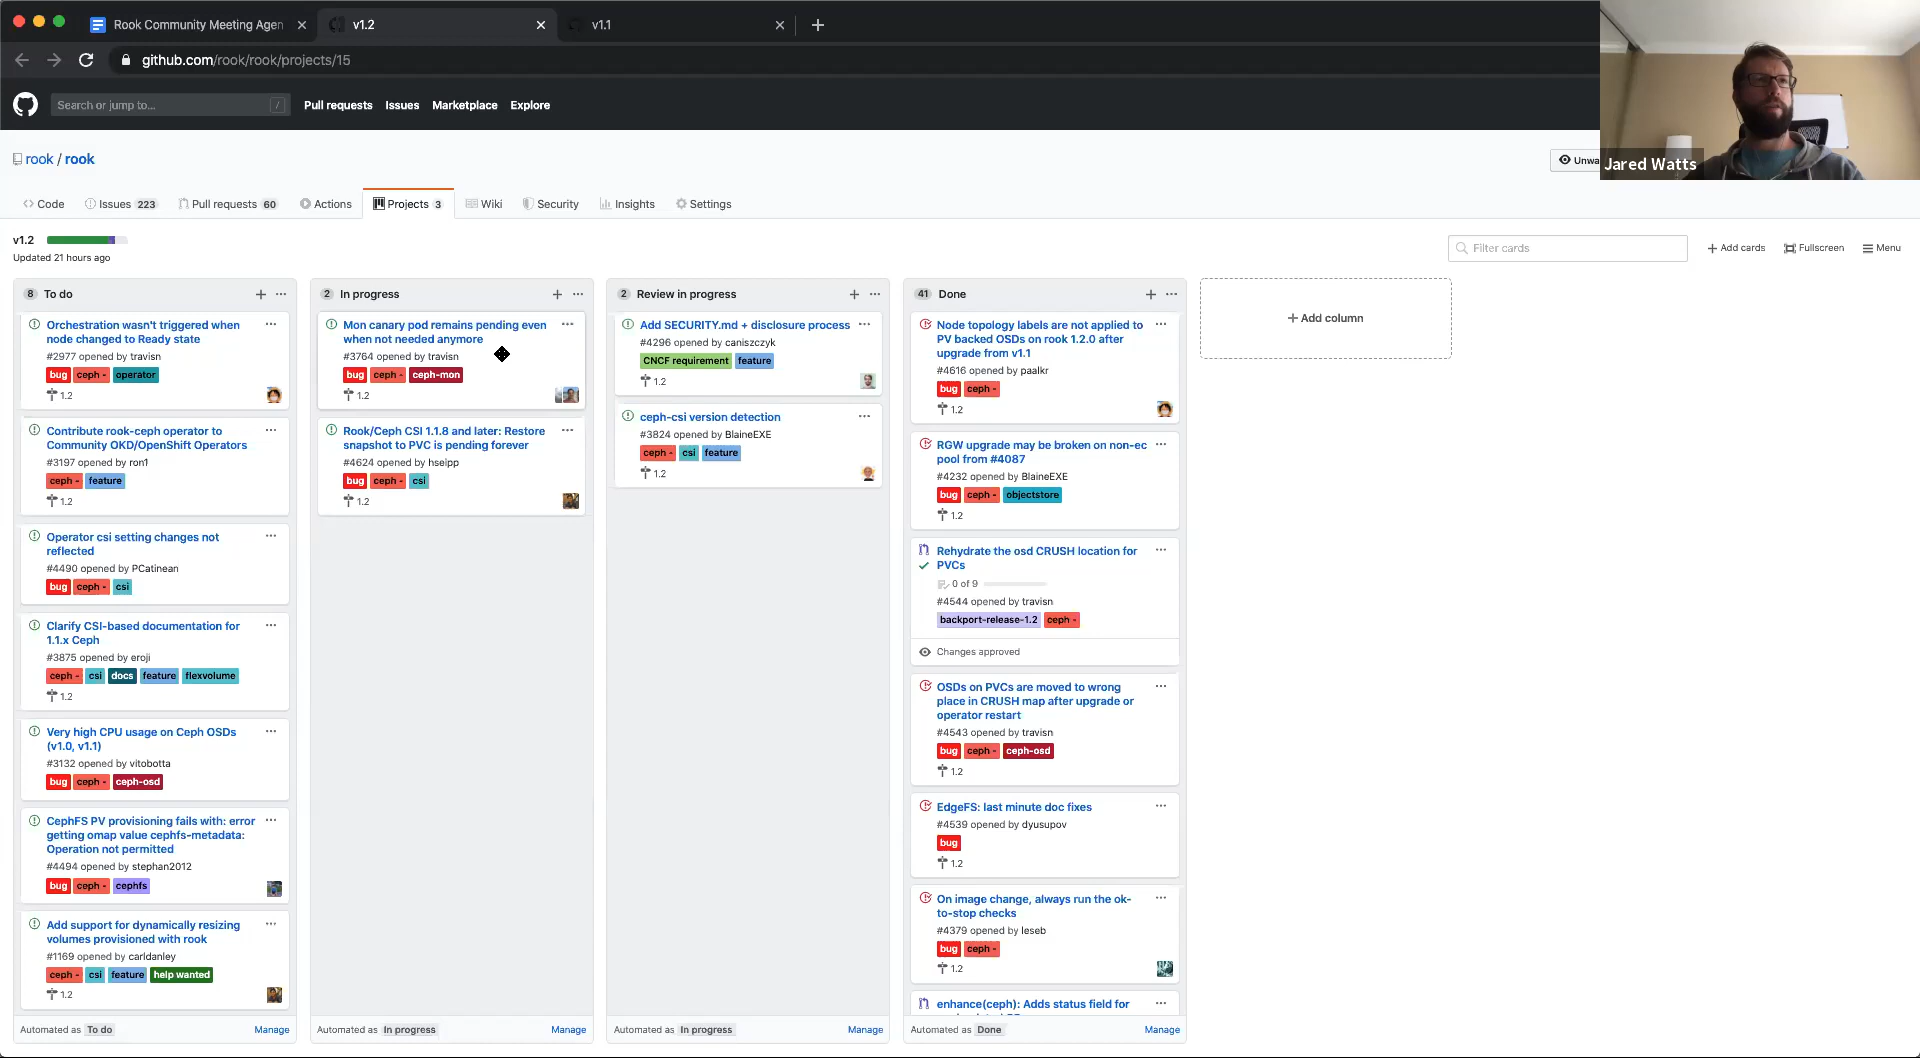 Rook Community Meeting Agen
v1.2
v1.1
github.com/rook/rook/projects/15
Search or jump to...
/
Pull requests
Issues
Marketplace
Explore
rook / rook
Unwa
Jared Watts
Code
Issues 223
Pull requests 60
Actions
Projects 3
Wiki
Security
Insights
Settings
v1.2
Updated 21 hours ago
Filter cards
Add cards
Fullscreen
Menu
8 To do
Orchestration wasn't triggered when
node changed to Ready state
#2977 opened by travisn
bug ceph - operator
1.2
Contribute rook-ceph operator to
Community OKD/OpenShift Operators
#3197 opened by ron1
ceph - feature
1.2
Operator csi setting changes not
reflected
#4490 opened by PCatinean
bug ceph - csi
Clarify CSI-based documentation for
1.1.x Ceph
#3875 opened by eroji
ceph - csi docs feature flexvolume
1.2
Very high CPU usage on Ceph OSDs
(v1.0, v1.1)
#3132 opened by vitobotta
bug ceph - ceph-osd
CephFS PV provisioning fails with: error
getting omap value cephfs-metadata:
Operation not permitted
#4494 opened by stephan2012
bug ceph - cephfs
Add support for dynamically resizing
volumes provisioned with rook
#1169 opened by carldanley
ceph - csi feature help wanted
1.2
Automated as To do
Manage
2 In progress
Mon canary pod remains pending even
when not needed anymore
#3764 opened by travisn
bug ceph - ceph-mon
1.2
Rook/Ceph CSI 1.1.8 and later: Restore
snapshot to PVC is pending forever
#4624 opened by hseipp
bug ceph - csi
1.2
Automated as In progress
Manage
2 Review in progress
Add SECURITY.md + disclosure process
#4296 opened by caniszczyk
CNCF requirement feature
1.2
ceph-csi version detection
#3824 opened by BlaineEXE
ceph - csi feature
1.2
Automated as In progress
Manage
41 Done
Node topology labels are not applied to
PV backed OSDs on rook 1.2.0 after
upgrade from v1.1
#4616 opened by paalkr
bug ceph -
1.2
RGW upgrade may be broken on non-ec
pool from #4087
#4232 opened by BlaineEXE
bug ceph - objectstore
1.2
Rehydrate the osd CRUSH location for
PVCs
0 of 9
#4544 opened by travisn
backport-release-1.2 ceph -
Changes approved
OSDs on PVCs are moved to wrong
place in CRUSH map after upgrade or
operator restart
#4543 opened by travisn
bug ceph - ceph-osd
1.2
EdgeFS: last minute doc fixes
#4539 opened by dyusupov
bug
1.2
On image change, always run the ok-
to-stop checks
#4379 opened by leseb
bug ceph -
1.2
enhance(ceph): Adds status field for
Automated as Done
Manage
Add column